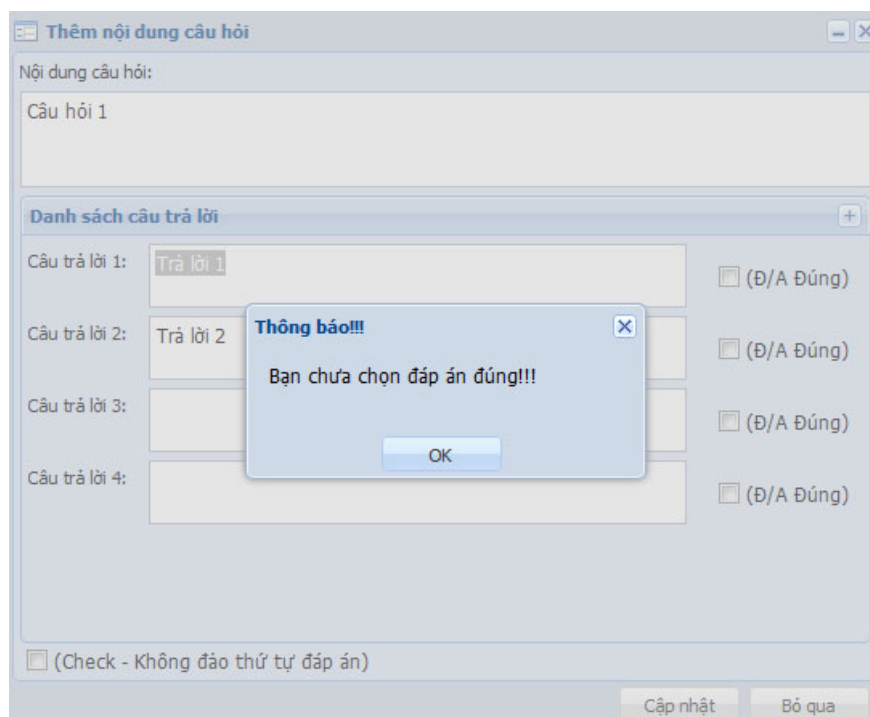 Thêm nội dung câu hỏi
Nội dung câu hỏi:
Câu hỏi 1
Danh sách câu trả lời
Câu trả lời 1:
Trả lời 1
(Đ/A Đúng)
Câu trả lời 2:
Trả lời 2
(Đ/A Đúng)
Thông báo!!!
Bạn chưa chọn đáp án đúng!!!
OK
Câu trả lời 3:
(Đ/A Đúng)
Câu trả lời 4:
(Đ/A Đúng)
(Check - Không đảo thứ tự đáp án)
Cập nhật
Bỏ qua